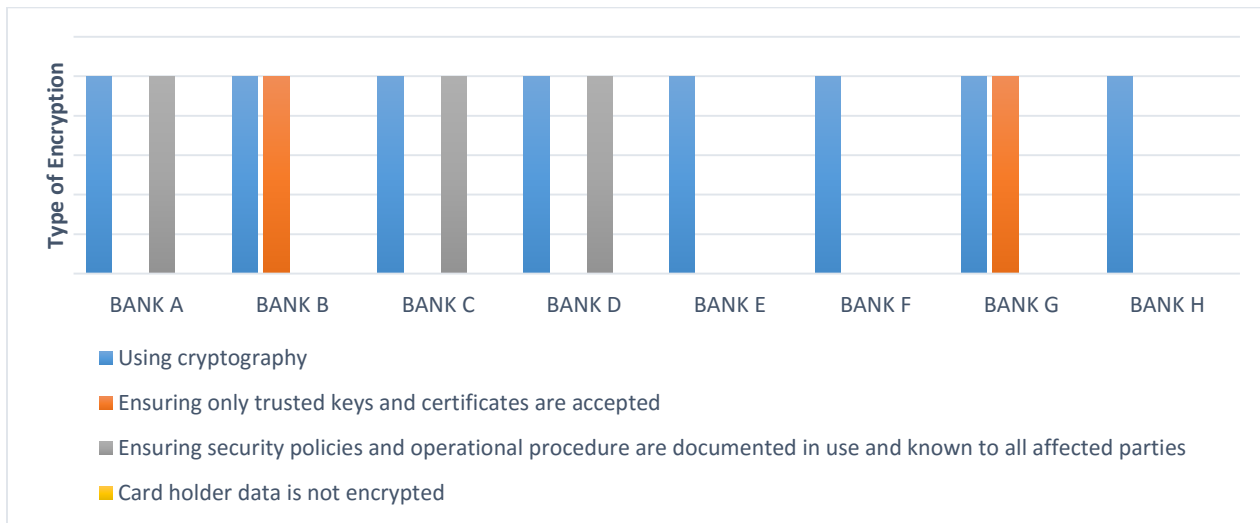 Type of Encryption
BANK A
BANK B
BANK C
BANK D
BANK E
BANK F
BANK G
BANK H
Using cryptography
Ensuring only trusted keys and certificates are accepted
Ensuring security policies and operational procedure are documented in use and known to all affected parties
Card holder data is not encrypted